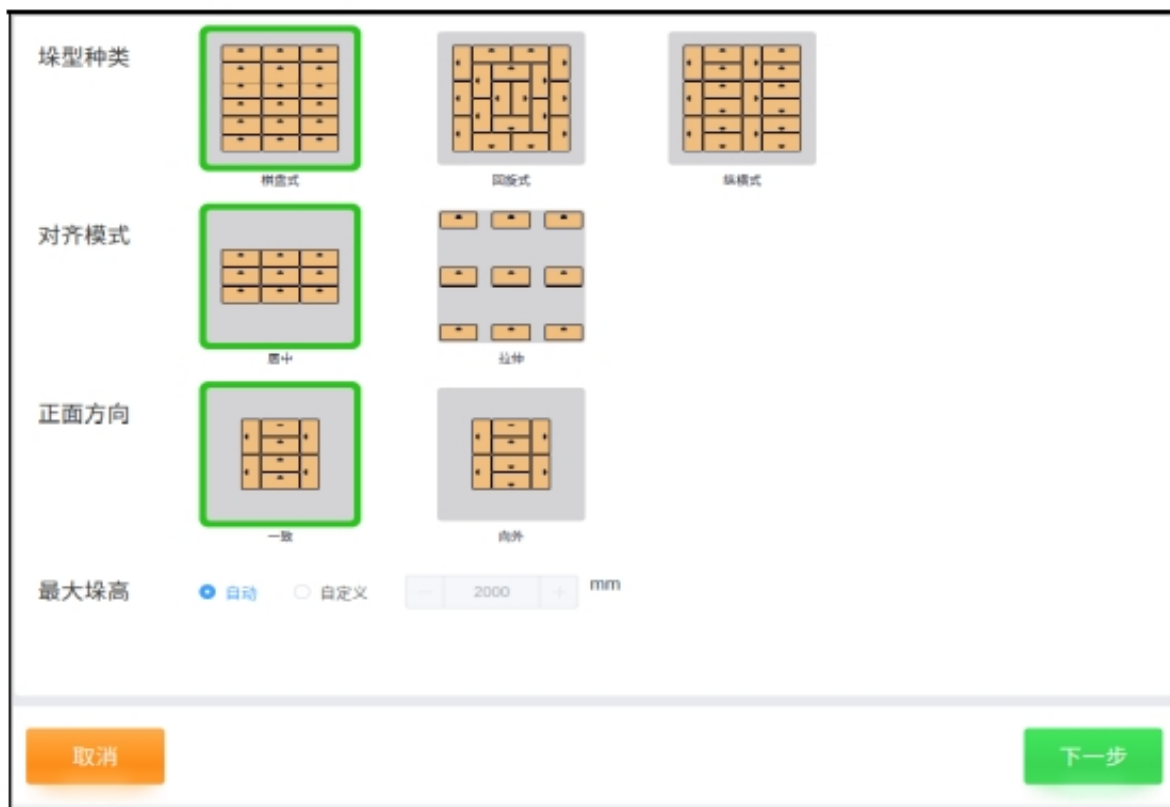 垛型种类
棋盘式
回旋式
纵横式
对齐模式
居中
拉伸
正面方向
一致
向外
最大垛高
自动
自定义
2000
mm
取消
下一步